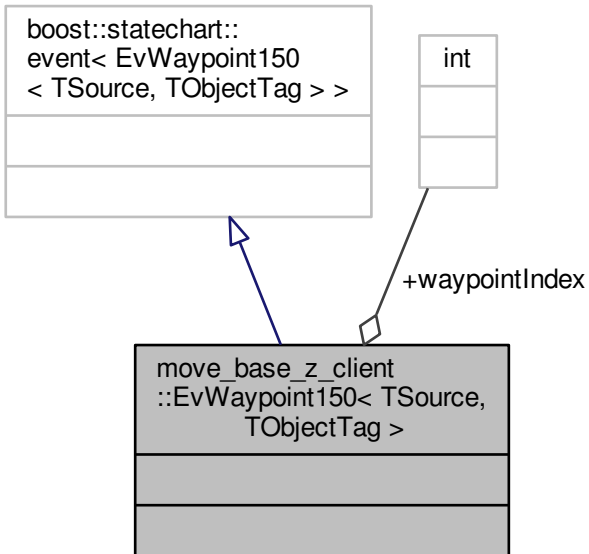 boost::statechart::
event< EvWaypoint150
< TSource, TObjectTag > >
int
+waypointIndex
move_base_z_client
::EvWaypoint150< TSource,
TObjectTag >